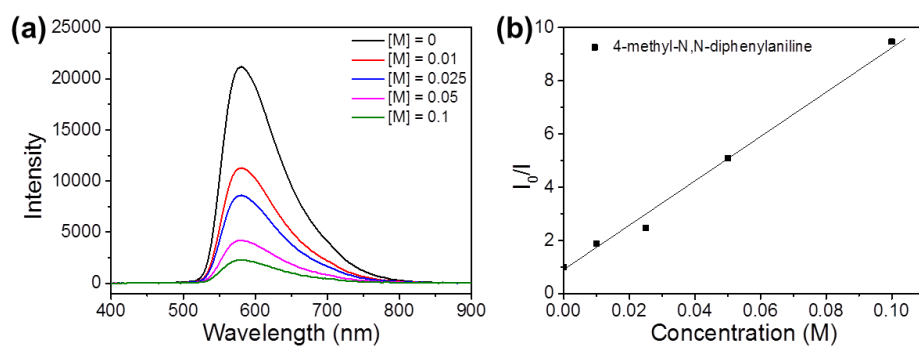 (a)
25000
20000
15000
10000
5000
0
Intensity
400 500 600 700 800 900
Wavelength (nm)
[M] = 0
[M] = 0.01
[M] = 0.025
[M] = 0.05
[M] = 0.1
(b)
10
8
6
4
2
0
I₀/I
0.00 0.02 0.04 0.06 0.08 0.10
Concentration (M)
4-methyl-N,N-diphenylaniline